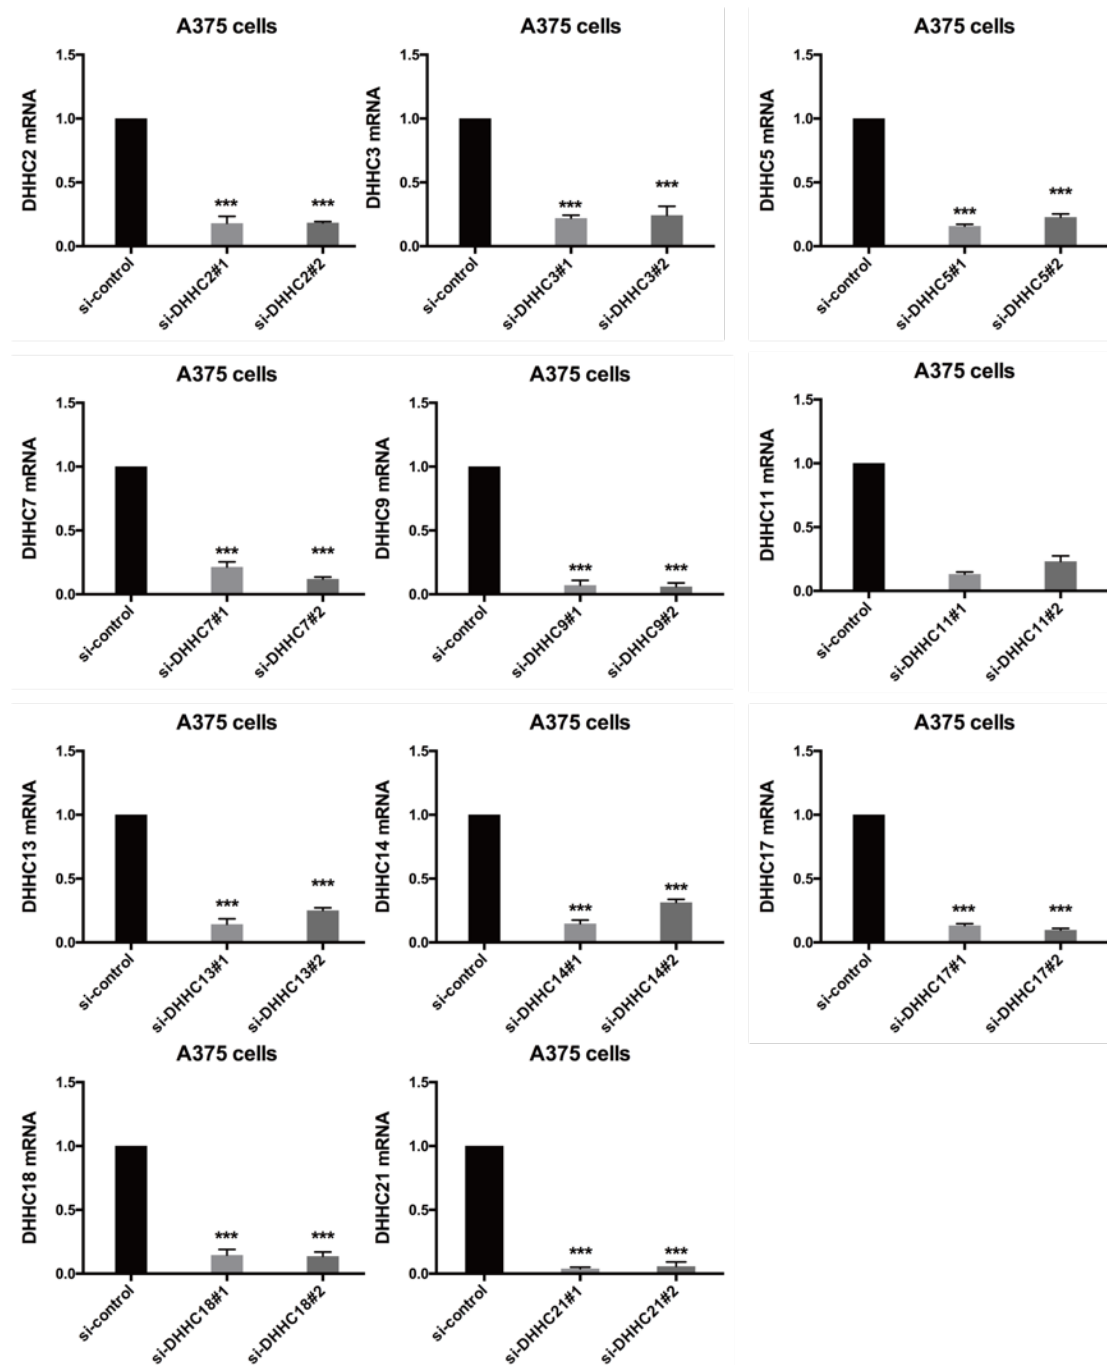 A375 cells
DHHC2 mRNA
1.5
1.0
0.5
0.0
***
***
si-control
si-DHHC2#1
si-DHHC2#2
A375 cells
DHHC3 mRNA
1.5
1.0
0.5
0.0
***
***
si-control
si-DHHC3#1
si-DHHC3#2
A375 cells
DHHC5 mRNA
1.5
1.0
0.5
0.0
***
***
si-control
si-DHHC5#1
si-DHHC5#2
A375 cells
DHHC7 mRNA
1.5
1.0
0.5
0.0
***
***
si-control
si-DHHC7#1
si-DHHC7#2
A375 cells
DHHC9 mRNA
1.5
1.0
0.5
0.0
***
***
si-control
si-DHHC9#1
si-DHHC9#2
A375 cells
DHHC11 mRNA
1.5
1.0
0.5
0.0
si-control
si-DHHC11#1
si-DHHC11#2
A375 cells
DHHC13 mRNA
1.5
1.0
0.5
0.0
***
***
si-control
si-DHHC13#1
si-DHHC13#2
A375 cells
DHHC14 mRNA
1.5
1.0
0.5
0.0
***
***
si-control
si-DHHC14#1
si-DHHC14#2
A375 cells
DHHC17 mRNA
1.5
1.0
0.5
0.0
***
***
si-control
si-DHHC17#1
si-DHHC17#2
A375 cells
DHHC18 mRNA
1.5
1.0
0.5
0.0
***
***
si-control
si-DHHC18#1
si-DHHC18#2
A375 cells
DHHC21 mRNA
1.5
1.0
0.5
0.0
***
***
si-control
si-DHHC21#1
si-DHHC21#2